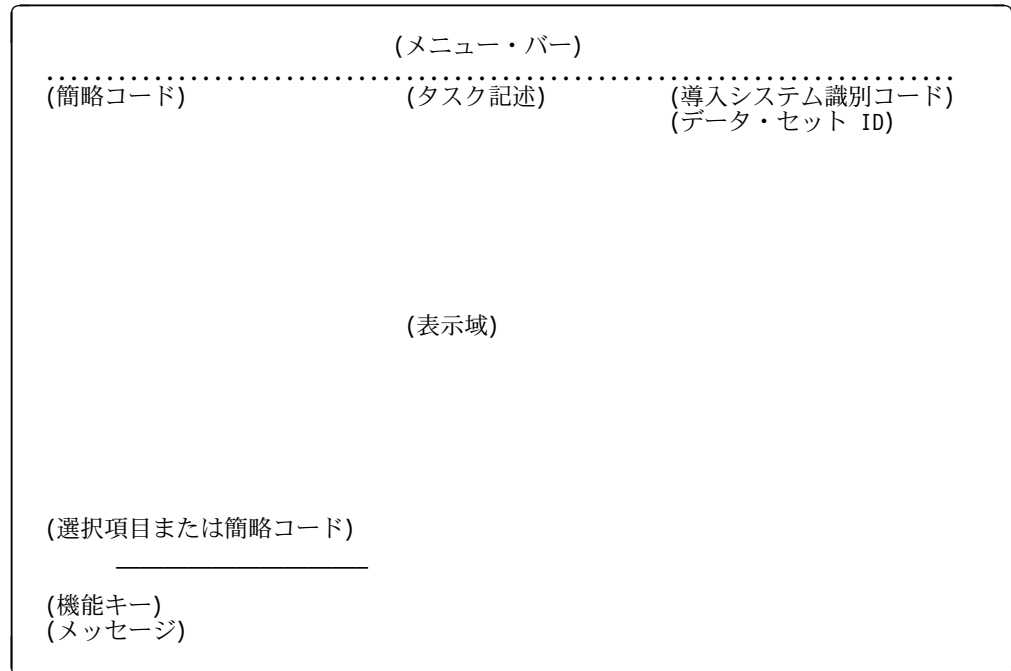 (メニュー・バー)
............................................................................
(簡略コード) (タスク記述) (導入システム識別コード)
(データ・セット ID)
(表示域)
(選択項目または簡略コード)
_____________________
(機能キー)
(メッセージ)